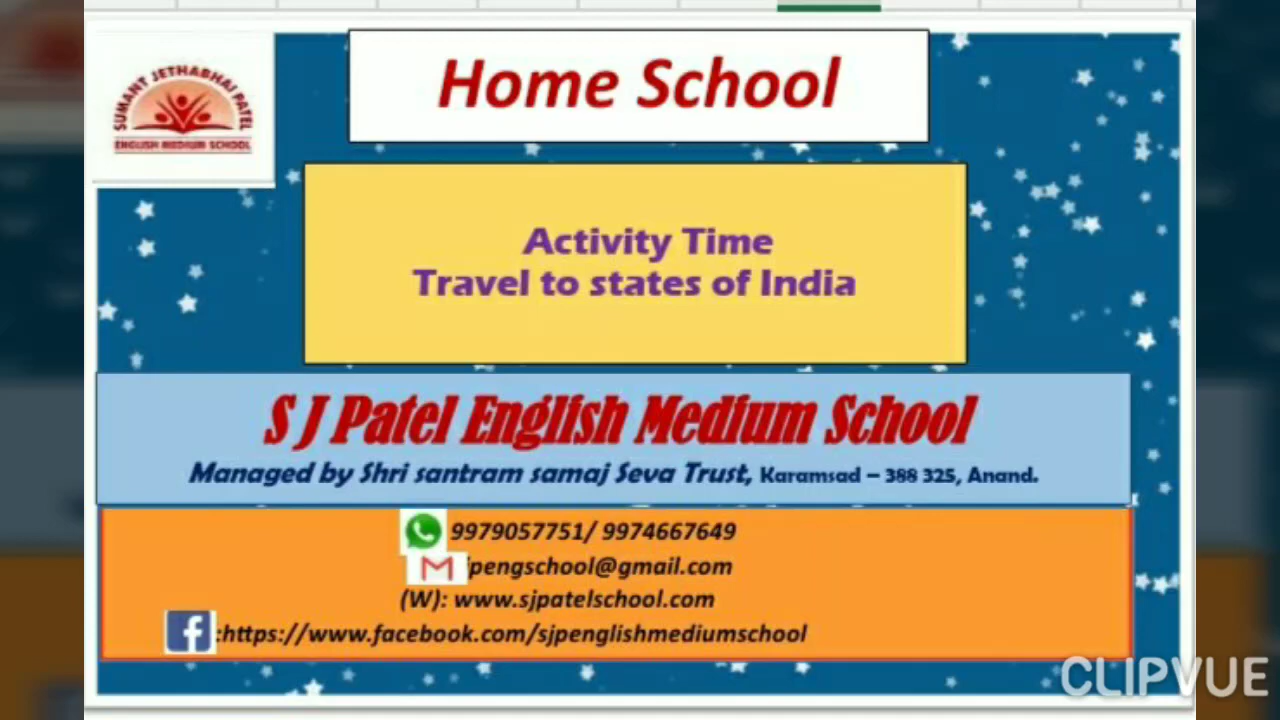 SUMANT JETHABHAI PATEL
ENGLISH MEDIUM SCHOOL
Home School
Activity Time
Travel to states of India
S J Patel English Medium School
Managed by Shri santram samaj Seva Trust, Karamsad – 388 325, Anand.
9979057751/ 9974667649
jpengschool@gmail.com
(W): www.sjpatelschool.com
:https://www.facebook.com/sjpenglishmediumschool
CLIPVUE